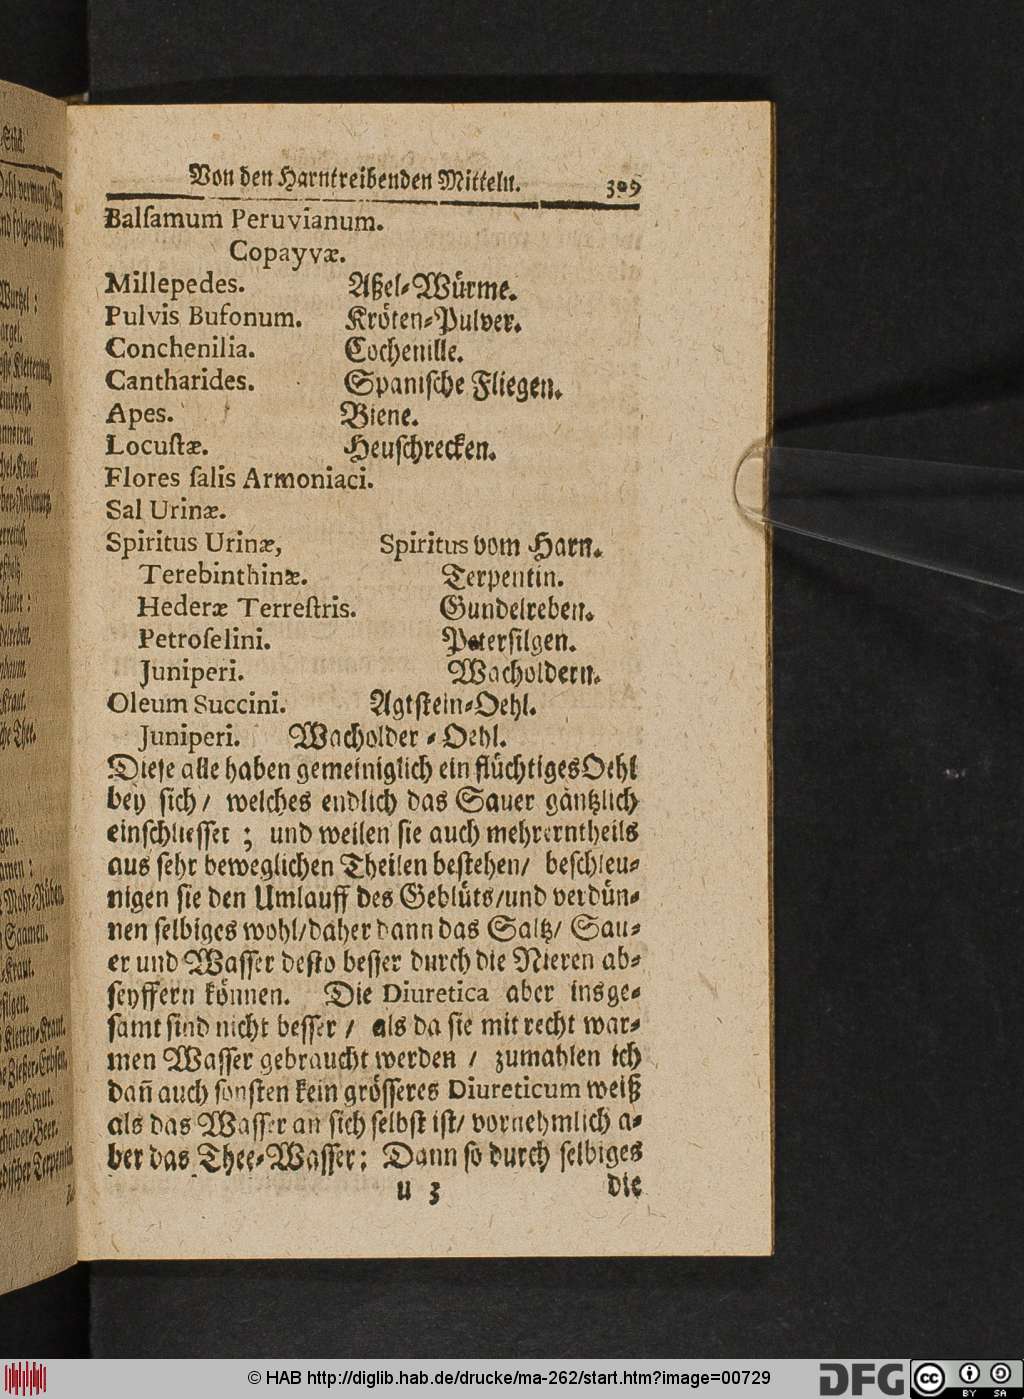 Von den Harntreibenden Mitteln. 309
Balſamum Peruvianum.
Copayvæ.
Millepedes. Aßel-Würme.
Pulvis Bufonum. Kröten-Pulver.
Conchenilia. Cochenille.
Cantharides. Spaniſche Fliegen.
Apes. Biene.
Locuſtæ. Heuſchrecken.
Flores ſalis Armoniaci.
Sal Urinæ.
Spiritus Urinæ, Spiritus vom Harn.
Terebinthinæ. Terpentin.
Hederæ Terreſtris. Gundelreben.
Petroſelini. Peterſilgen.
Juniperi. Wacholdern.
Oleum Succini. Agtſtein-Oehl.
Juniperi. Wacholder-Oehl.
Dieſe alle haben gemeiniglich ein flüchtiges Oehl
bey ſich / welches endlich das Sauer gäntzlich
einſchlieſſet ; und weilen ſie auch mehrerntheils
aus ſehr beweglichen Theilen beſtehen / beſchleu-
nigen ſie den Umlauff des Geblüts / und verdün-
nen ſelbiges wohl / daher dann das Saltz / Sau-
er und Waſſer deſto beſſer durch die Nieren ab-
ſeyffern können. Die Diuretica aber insge-
ſamt ſind nicht beſſer / als da ſie mit recht war-
men Waſſer gebraucht werden / zumahlen ich
dan̄ auch ſonſten kein gröſſeres Diureticum weiß
als das Waſſer an ſich ſelbſt iſt / vornehmlich a-
ber das Thee-Waſſer: Dann ſo durch ſelbiges
u 3 die
© HAB http://diglib.hab.de/drucke/ma-262/start.htm?image=00729
DFG
cc BY SA